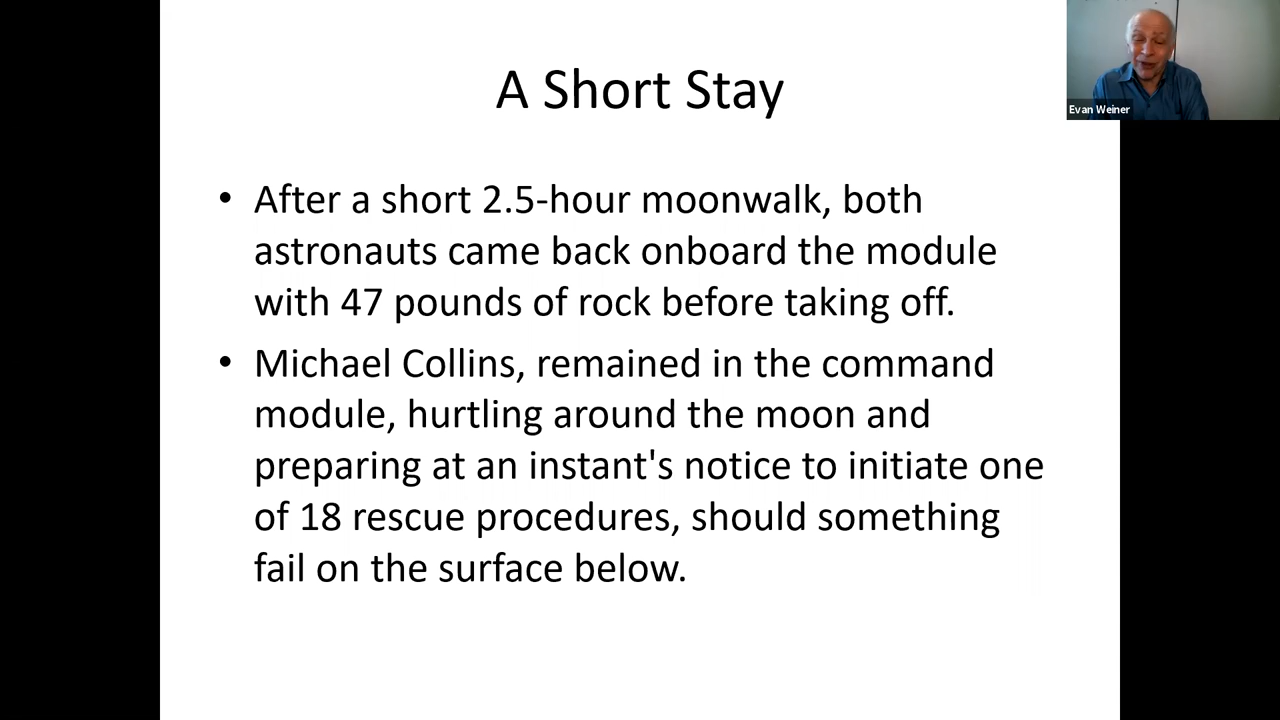 A Short Stay
Evan Weiner
• After a short 2.5-hour moonwalk, both
astronauts came back onboard the module
with 47 pounds of rock before taking off.
• Michael Collins, remained in the command
module, hurtling around the moon and
preparing at an instant's notice to initiate one
of 18 rescue procedures, should something
fail on the surface below.